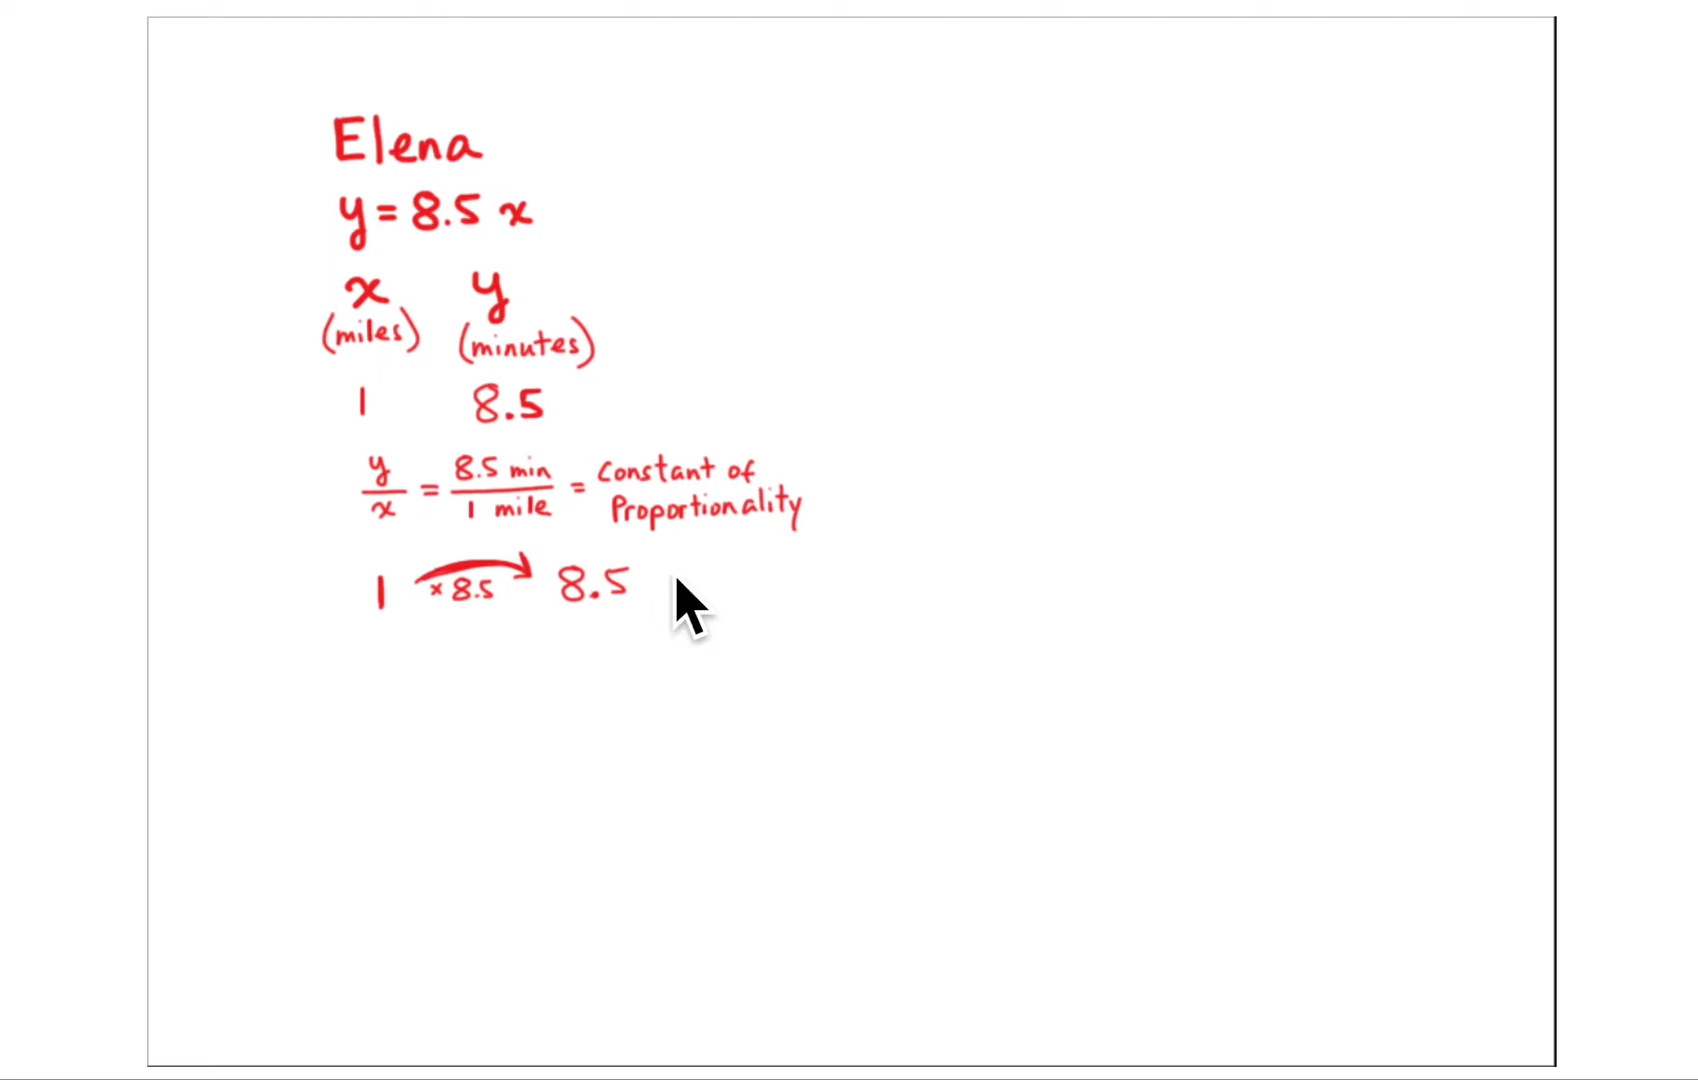 Elena
y = 8.5 x
x y
(miles) (minutes)
1 8.5
y/x = 8.5 min / 1 mile = Constant of Proportionality
1 × 8.5 → 8.5